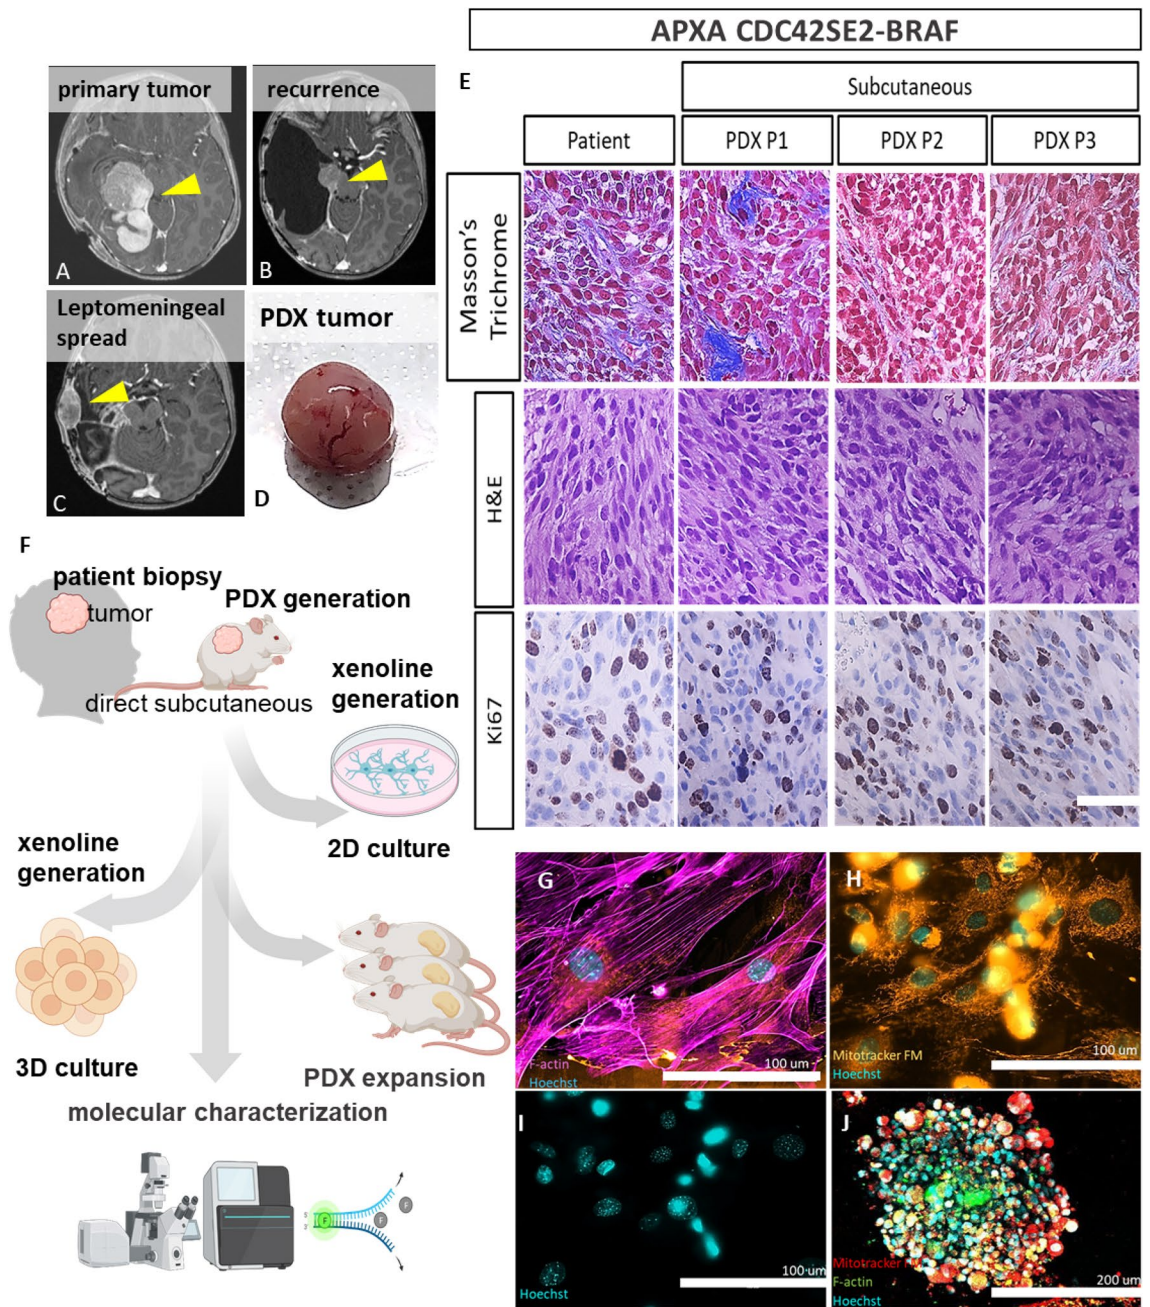 APXA CDC42SE2-BRAF
primary tumor
A
recurrence
B
Leptomeningeal
spread
C
PDX tumor
D
E
Subcutaneous
Patient
PDX P1
PDX P2
PDX P3
Masson's
Trichrome
H&E
Ki67
F
patient biopsy
tumor
PDX generation
direct subcutaneous
xenoline
generation
2D culture
xenoline
generation
3D culture
PDX expansion
molecular characterization
F
F
F
G
F-actin
Hoechst
100 um
H
Mitotracker FM
Hoechst
100 um
I
Hoechst
100 um
J
Mitotracker FM
F-actin
Hoechst
200 um